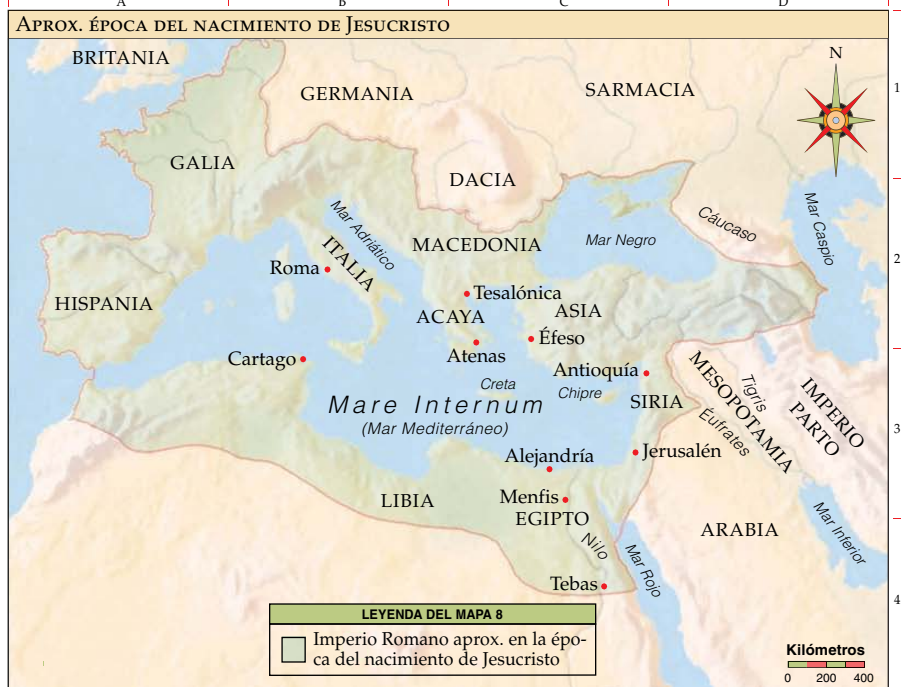 A B C D
APROX. ÉPOCA DEL NACIMIENTO DE JESUCRISTO
BRITANIA
N
GERMANIA
SARMACIA
1
GALIA
DACIA
Mar Caspio
Mar Adriático
Cáucaso
MACEDONIA
Mar Negro
2
Roma
ITALIA
HISPANIA
Tesalónica
ACAYA
ASIA
Éfeso
Atenas
Cartago
Antioquía
Creta
Chipre
SIRIA
MESOPOTAMIA
Tigris
Éufrates
IMPERIO
PARTO
Mare Internum
(Mar Mediterráneo)
3
Alejandría
Jerusalén
LIBIA
Menfis
EGIPTO
ARABIA
Mar Inferior
Nilo
Mar Rojo
Tebas
4
LEYENDA DEL MAPA 8
Imperio Romano aprox. en la épo-
ca del nacimiento de Jesucristo
Kilómetros
0 200 400